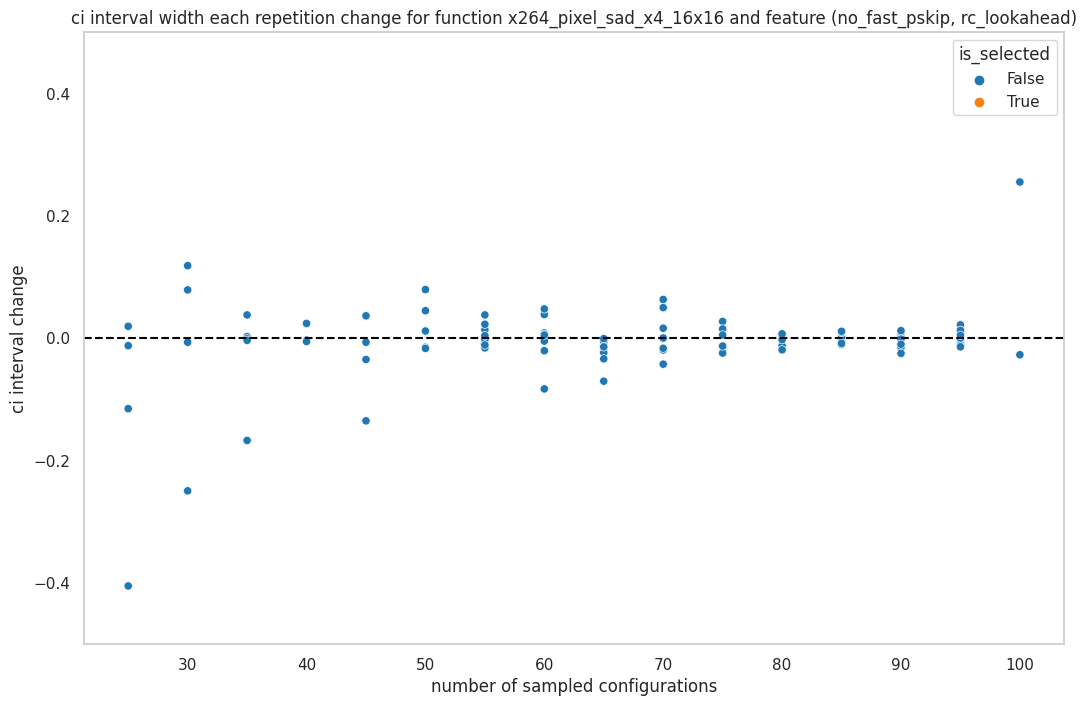 ci interval width each repetition change for function x264_pixel_sad_x4_16x16 and feature (no_fast_pskip, rc_lookahead)
is_selected
False
True
ci interval change
0.4
0.2
0.0
−0.2
−0.4
30 40 50 60 70 80 90 100
number of sampled configurations